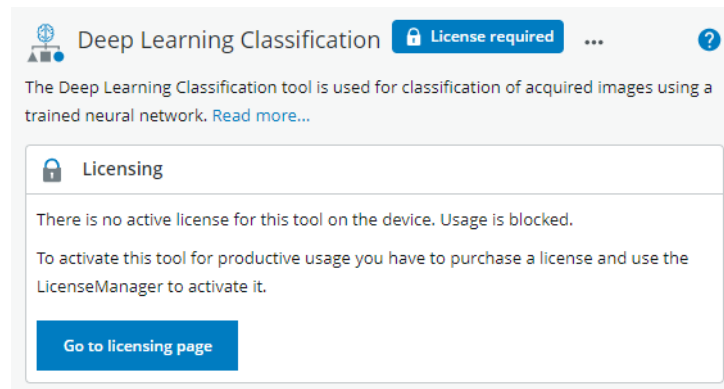 Deep Learning Classification License required ...
?
The Deep Learning Classification tool is used for classification of acquired images using a
trained neural network. Read more...
Licensing
There is no active license for this tool on the device. Usage is blocked.
To activate this tool for productive usage you have to purchase a license and use the
LicenseManager to activate it.
Go to licensing page